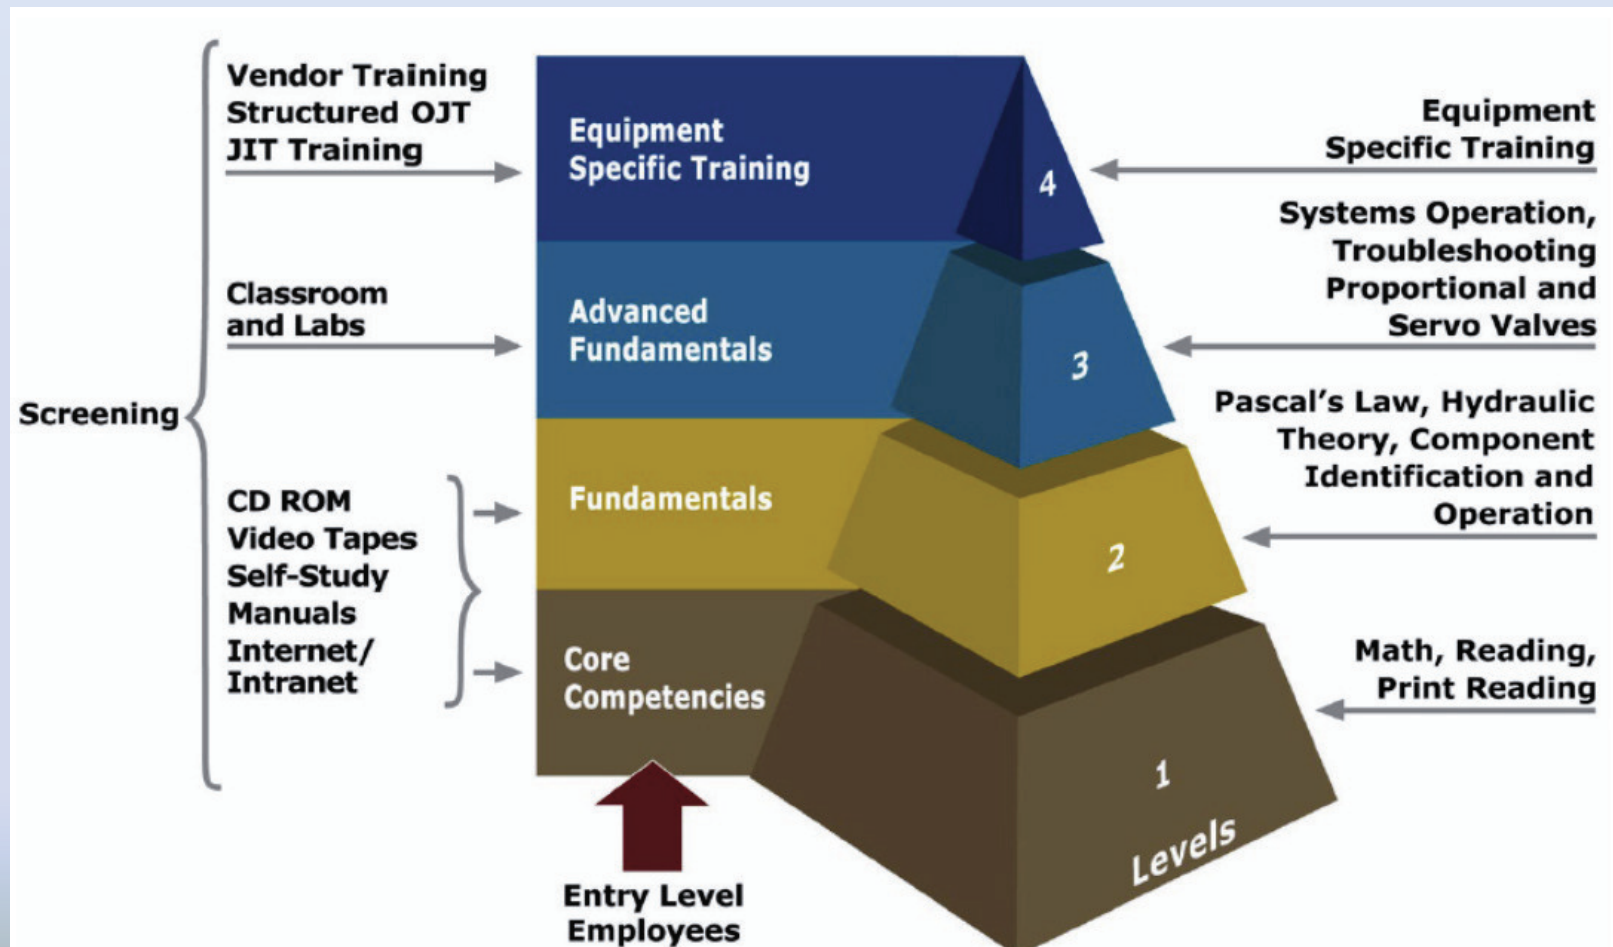 Screening
Vendor Training
Structured OJT
JIT Training
Classroom
and Labs
CD ROM
Video Tapes
Self-Study
Manuals
Internet/
Intranet
Equipment
Specific Training
Advanced
Fundamentals
Fundamentals
Core
Competencies
Entry Level
Employees
4
3
2
1
Levels
Equipment
Specific Training
Systems Operation,
Troubleshooting
Proportional and
Servo Valves
Pascal's Law, Hydraulic
Theory, Component
Identification and
Operation
Math, Reading,
Print Reading